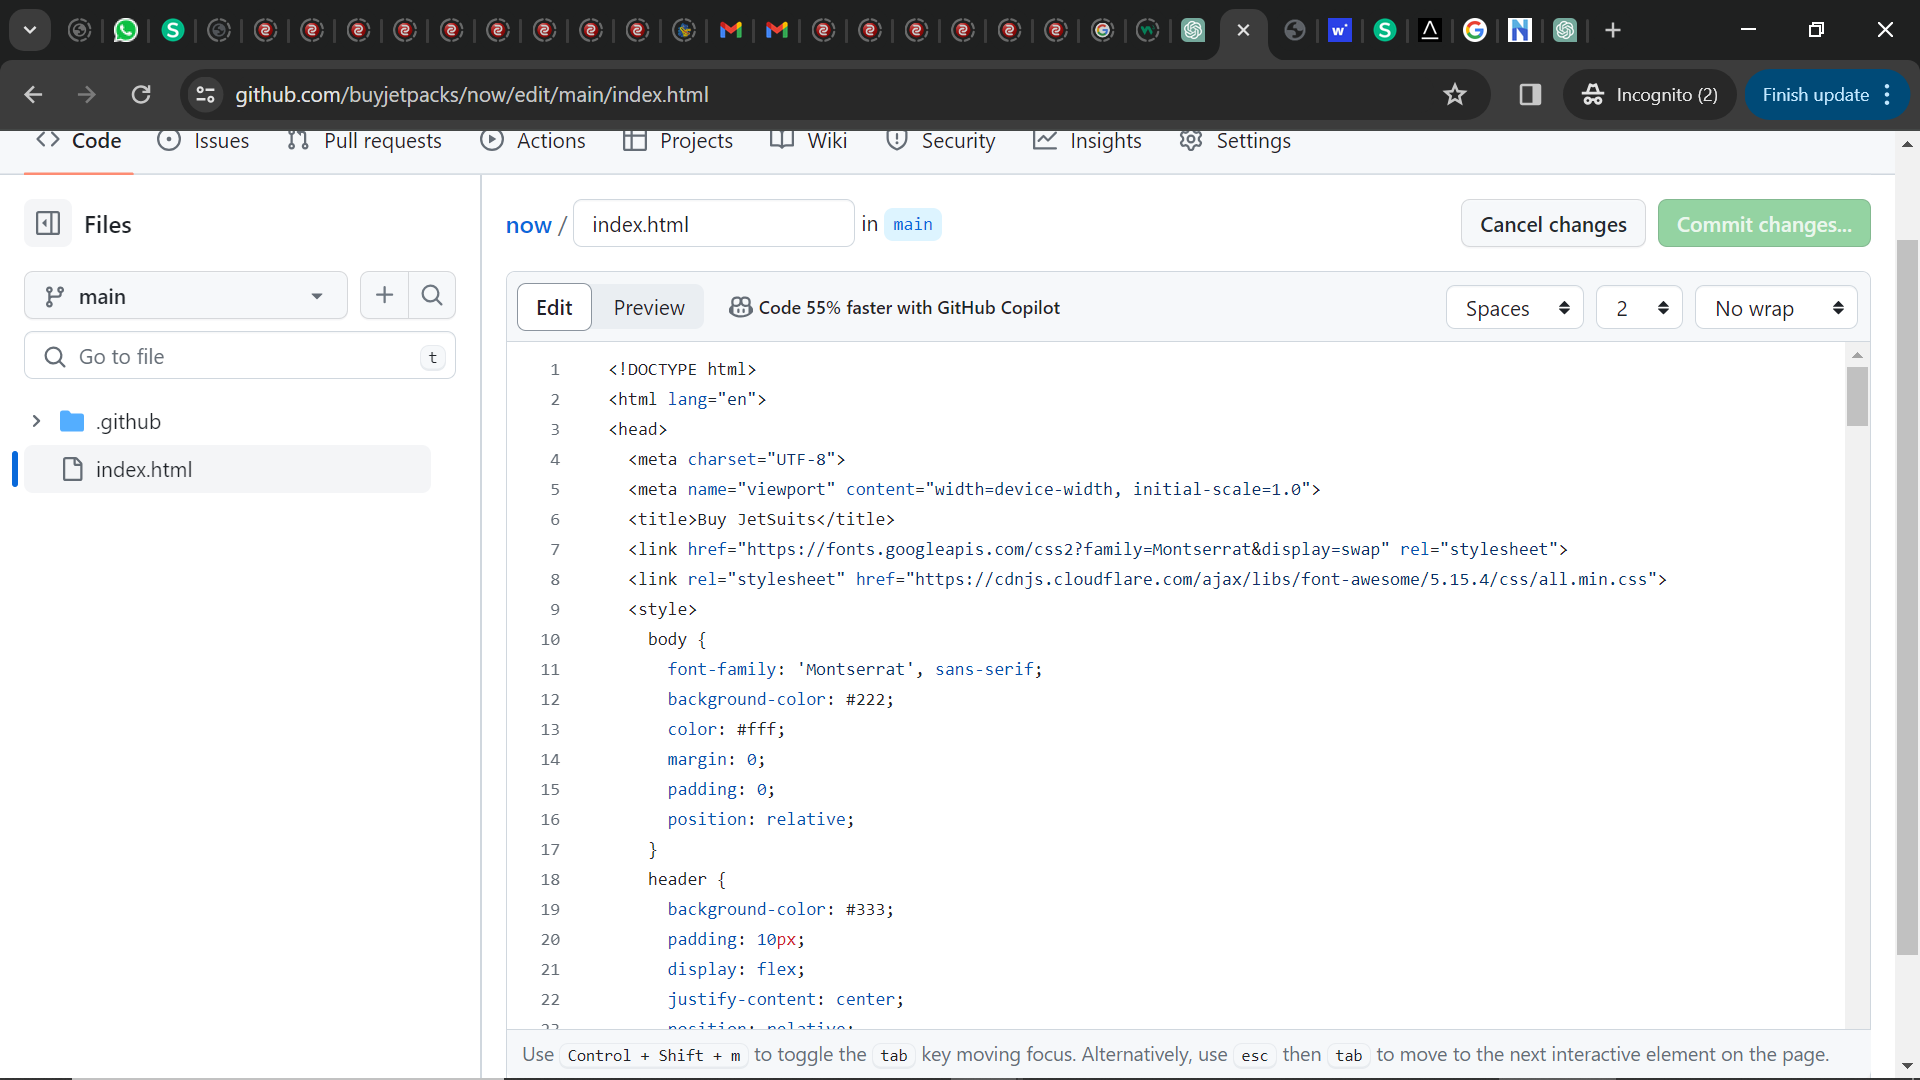 github.com/buyjetpacks/now/edit/main/index.html
Incognito (2)
Finish update
Code
Issues
Pull requests
Actions
Projects
Wiki
Security
Insights
Settings
Files
now / index.html in main
Cancel changes
Commit changes...
main
Edit
Preview
Code 55% faster with GitHub Copilot
Spaces
2
No wrap
Go to file
t
.github
index.html
1 <!DOCTYPE html>
2 <html lang="en">
3 <head>
4 <meta charset="UTF-8">
5 <meta name="viewport" content="width=device-width, initial-scale=1.0">
6 <title>Buy JetSuits</title>
7 <link href="https://fonts.googleapis.com/css2?family=Montserrat&display=swap" rel="stylesheet">
8 <link rel="stylesheet" href="https://cdnjs.cloudflare.com/ajax/libs/font-awesome/5.15.4/css/all.min.css">
9 <style>
10 body {
11 font-family: 'Montserrat', sans-serif;
12 background-color: #222;
13 color: #fff;
14 margin: 0;
15 padding: 0;
16 position: relative;
17 }
18 header {
19 background-color: #333;
20 padding: 10px;
21 display: flex;
22 justify-content: center;
23 position: relative;
Use Control + Shift + m to toggle the tab key moving focus. Alternatively, use esc then tab to move to the next interactive element on the page.